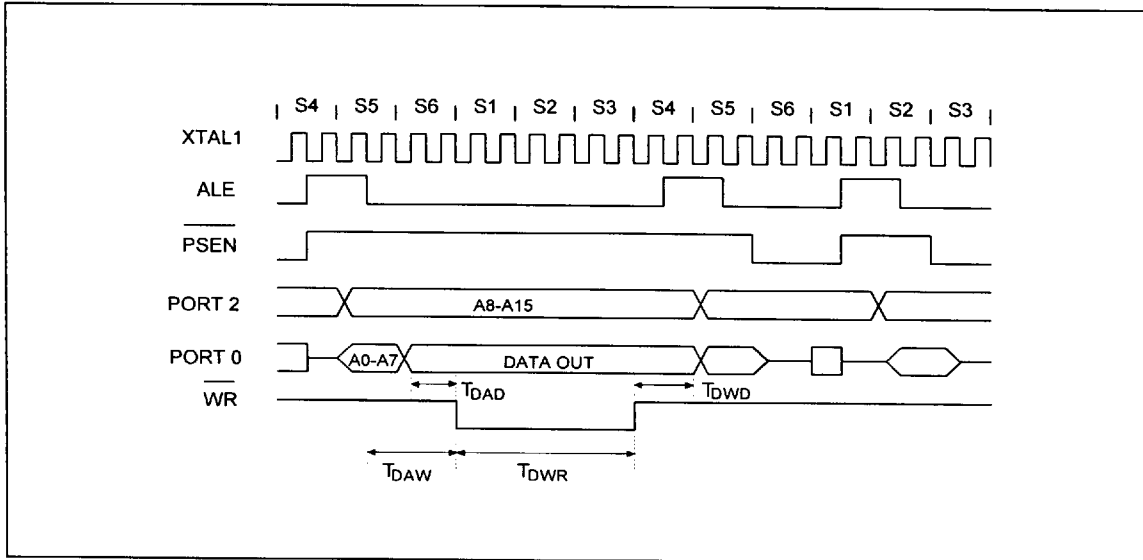 | S4 | S5 | S6 | S1 | S2 | S3 | S4 | S5 | S6 | S1 | S2 | S3 |
XTAL1
ALE
PSEN
PORT 2 A8-A15
PORT 0 A0-A7 DATA OUT
TDAD TDWD
WR
TDAW TDWR